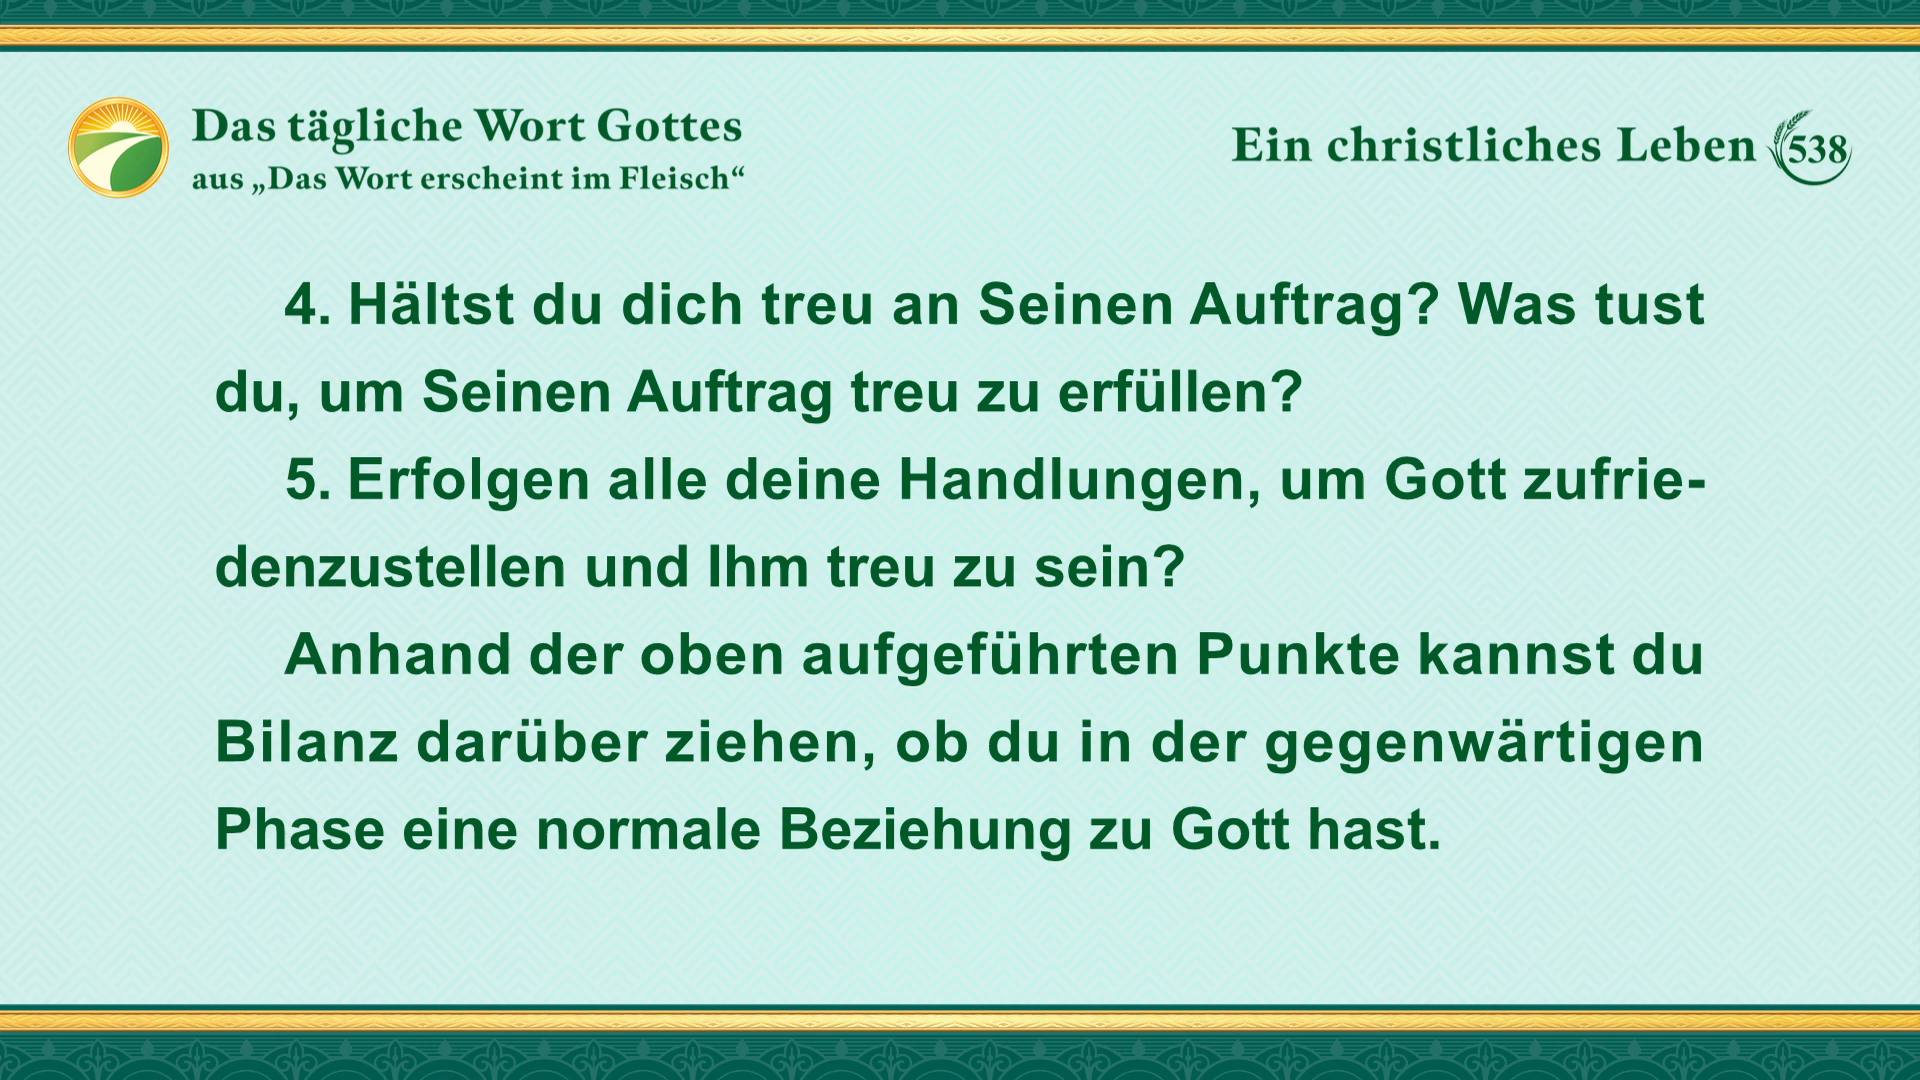 Das tägliche Wort Gottes
aus „Das Wort erscheint im Fleisch“
Ein christliches Leben 538
4. Hältst du dich treu an Seinen Auftrag? Was tust
du, um Seinen Auftrag treu zu erfüllen?
5. Erfolgen alle deine Handlungen, um Gott zufrie-
denzustellen und Ihm treu zu sein?
Anhand der oben aufgeführten Punkte kannst du
Bilanz darüber ziehen, ob du in der gegenwärtigen
Phase eine normale Beziehung zu Gott hast.